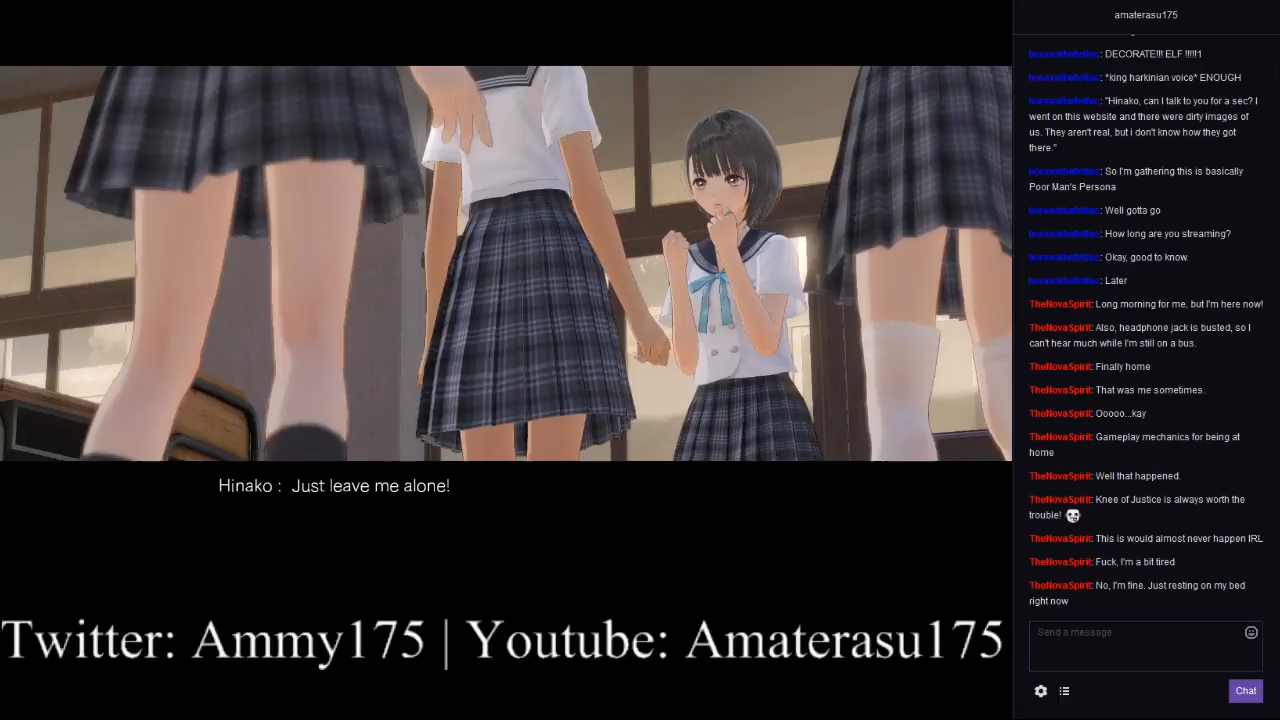 amaterasu175
: DECORATE!!! ELF !!!!!1
: *king harkinian voice* ENOUGH
: "Hinako, can I talk to you for a sec? I
went on this website and there were dirty images of
us. They aren't real, but i don't know how they got
there."
: So I'm gathering this is basically
Poor Man's Persona
: Well gotta go
: How long are you streaming?
: Okay, good to know.
: Later
TheNovaSpirit: Long morning for me, but I'm here now!
TheNovaSpirit: Also, headphone jack is busted, so I
can't hear much while I'm still on a bus.
TheNovaSpirit: Finally home
TheNovaSpirit: That was me sometimes.
TheNovaSpirit: Ooooo...kay
TheNovaSpirit: Gameplay mechanics for being at
home
TheNovaSpirit: Well that happened.
TheNovaSpirit: Knee of Justice is always worth the
trouble!
TheNovaSpirit: This is would almost never happen IRL
TheNovaSpirit: Fuck, I'm a bit tired
TheNovaSpirit: No, I'm fine. Just resting on my bed
right now
Send a message
Chat
Hinako : Just leave me alone!
Twitter: Ammy175 | Youtube: Amaterasu175